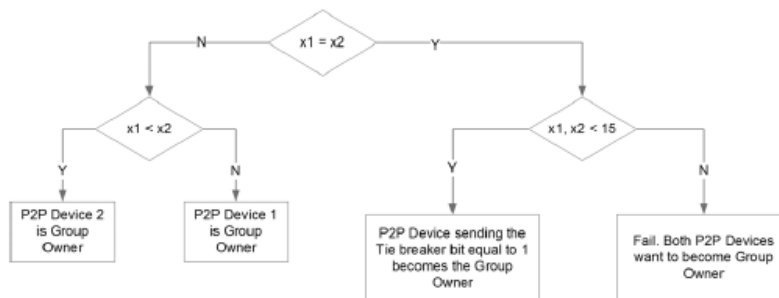 x1 = x2
N
Y
x1 < x2
x1, x2 < 15
Y
N
Y
N
P2P Device 2
is Group
Owner
P2P Device 1
is Group
Owner
P2P Device sending the
Tie breaker bit equal to 1
becomes the Group
Owner
Fail. Both P2P Devices
want to become Group
Owner